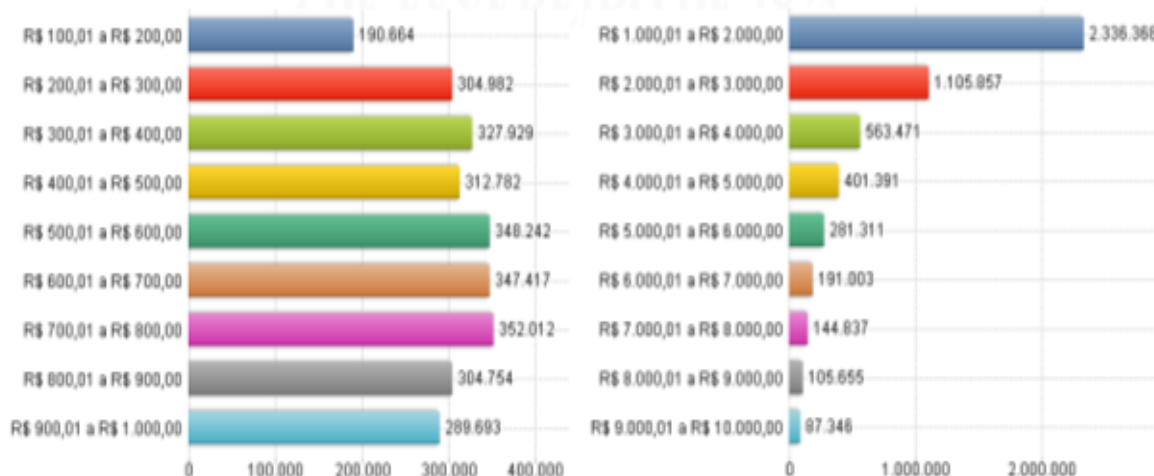 R$ 100,01 a R$ 200,00 190.664
R$ 200,01 a R$ 300,00 304.982
R$ 300,01 a R$ 400,00 327.929
R$ 400,01 a R$ 500,00 312.782
R$ 500,01 a R$ 600,00 348.242
R$ 600,01 a R$ 700,00 347.417
R$ 700,01 a R$ 800,00 352.012
R$ 800,01 a R$ 900,00 304.754
R$ 900,01 a R$ 1.000,00 289.693
0 100.000 200.000 300.000 400.000
R$ 1.000,01 a R$ 2.000,00 2.336.368
R$ 2.000,01 a R$ 3.000,00 1.105.857
R$ 3.000,01 a R$ 4.000,00 563.471
R$ 4.000,01 a R$ 5.000,00 401.391
R$ 5.000,01 a R$ 6.000,00 281.311
R$ 6.000,01 a R$ 7.000,00 191.003
R$ 7.000,01 a R$ 8.000,00 144.837
R$ 8.000,01 a R$ 9.000,00 105.655
R$ 9.000,01 a R$ 10.000,00 87.346
0 1.000.000 2.000.000